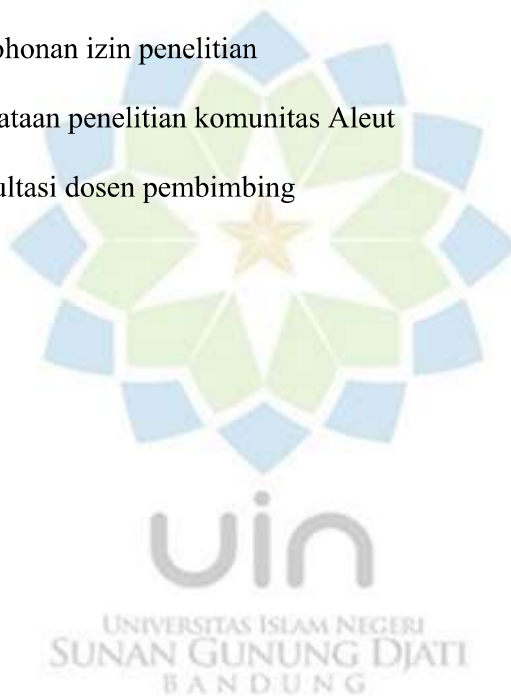 ohonan izin penelitian
ataan penelitian komunitas Aleut
ultasi dosen pembimbing
uin
UNIVERSITAS ISLAM NEGERI
SUNAN GUNUNG DJATI
BANDUNG